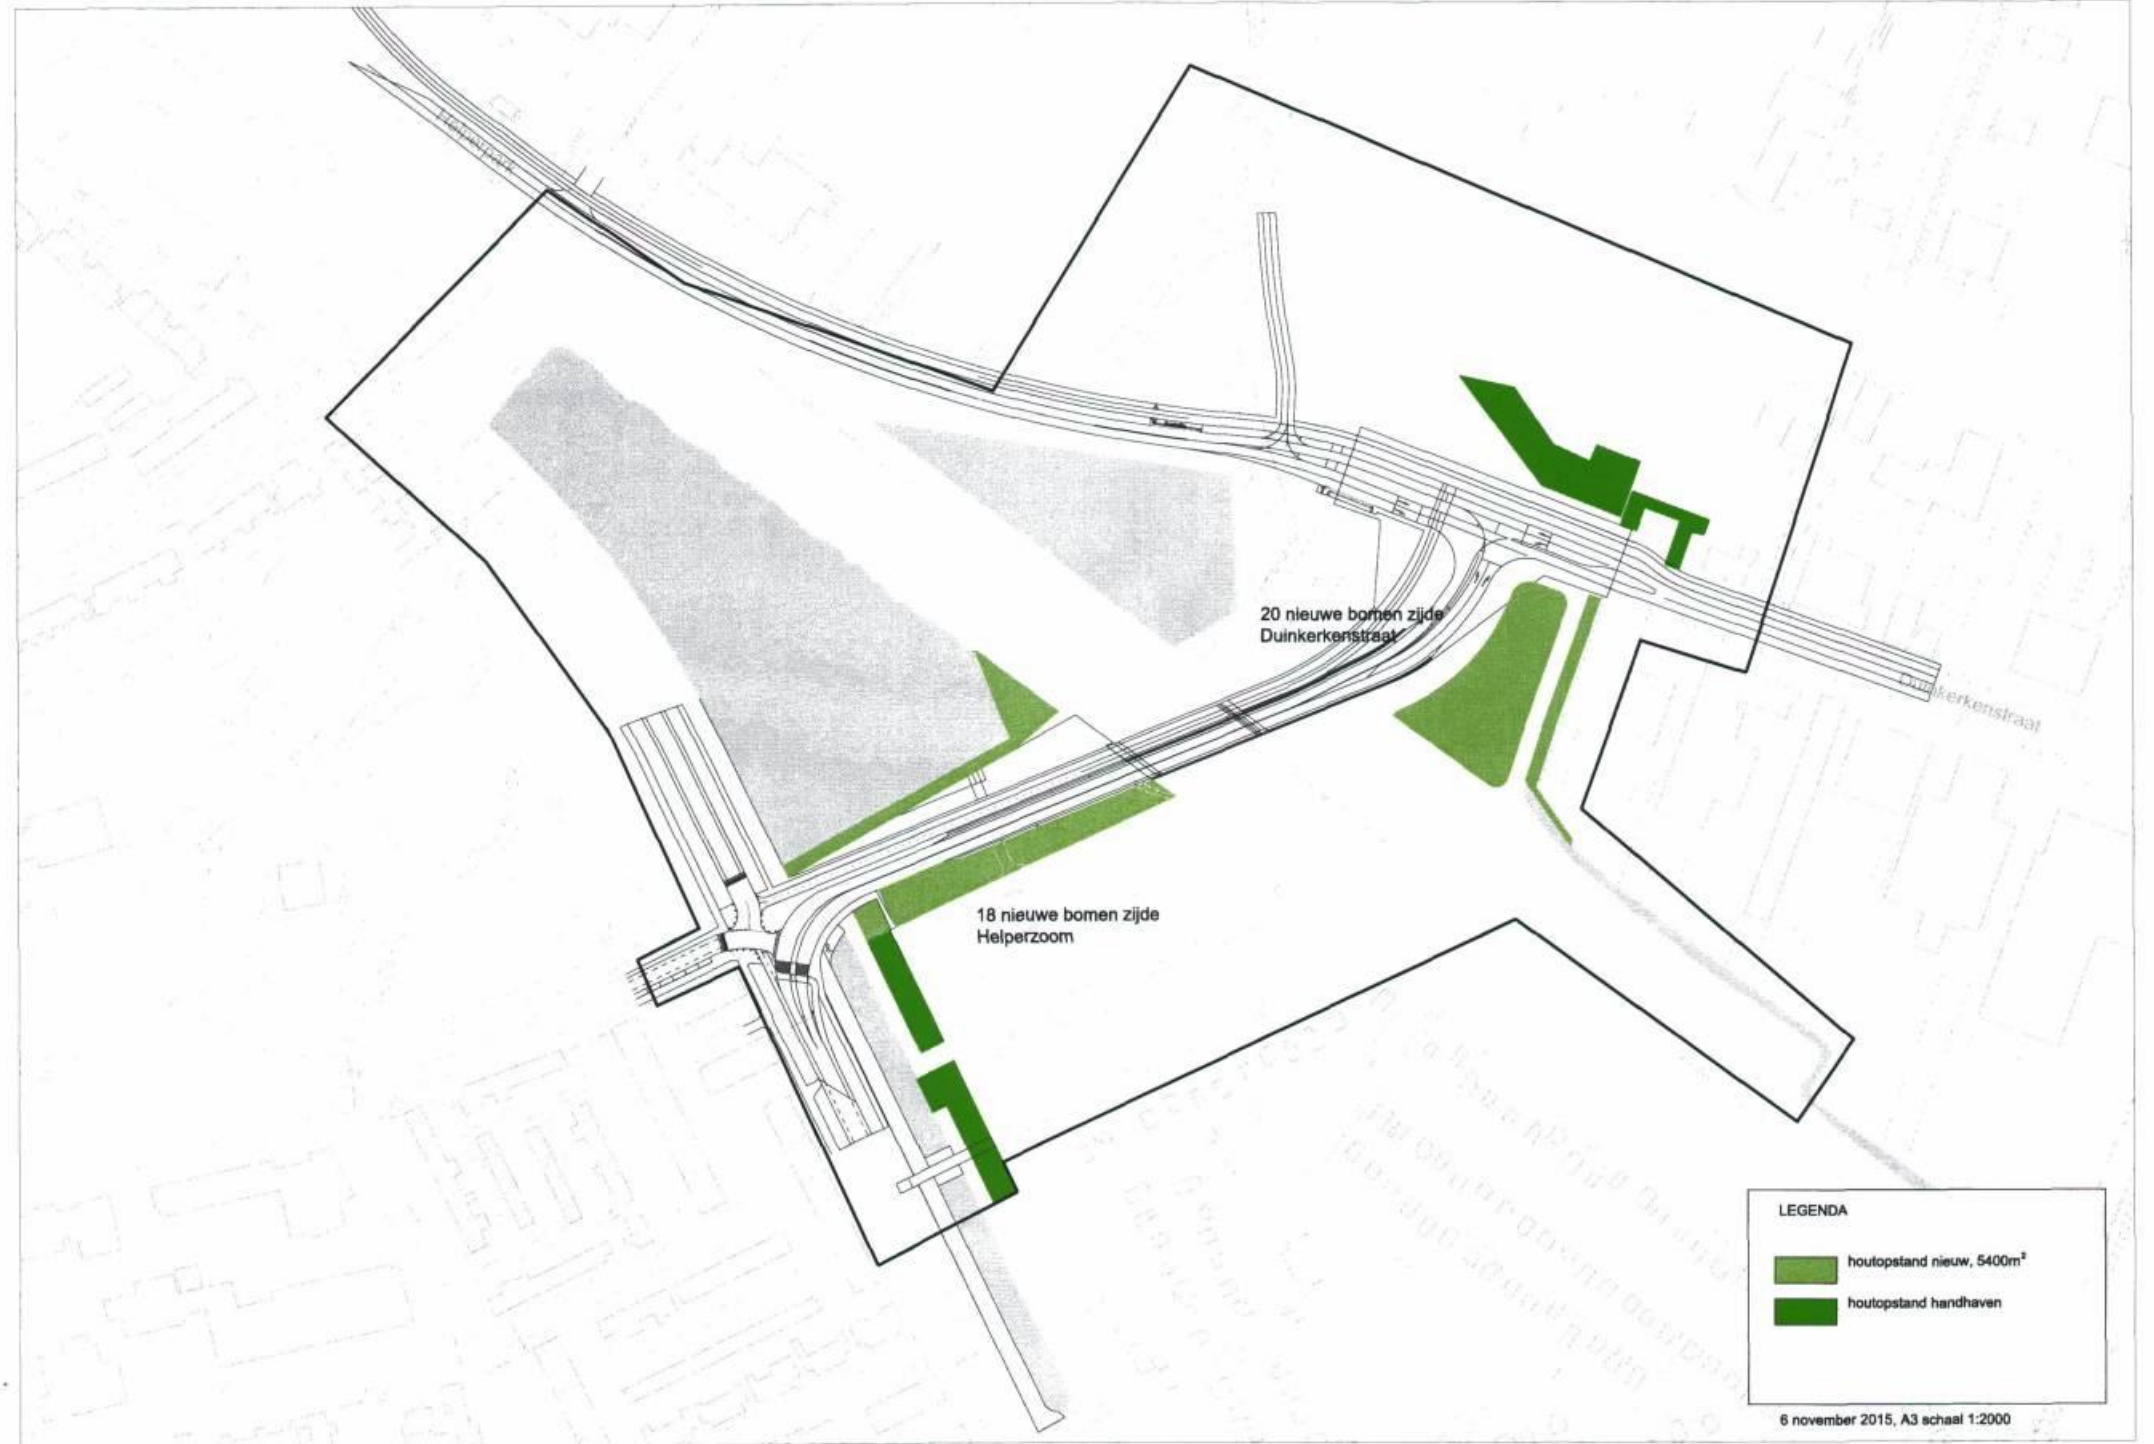 Helperpark
20 nieuwe bomen zijde
Duinkerkenstraat
Duinkerkenstraat
18 nieuwe bomen zijde
Helperzoom
LEGENDA
houtopstand nieuw, 5400m²
houtopstand handhaven
6 november 2015, A3 schaal 1:2000